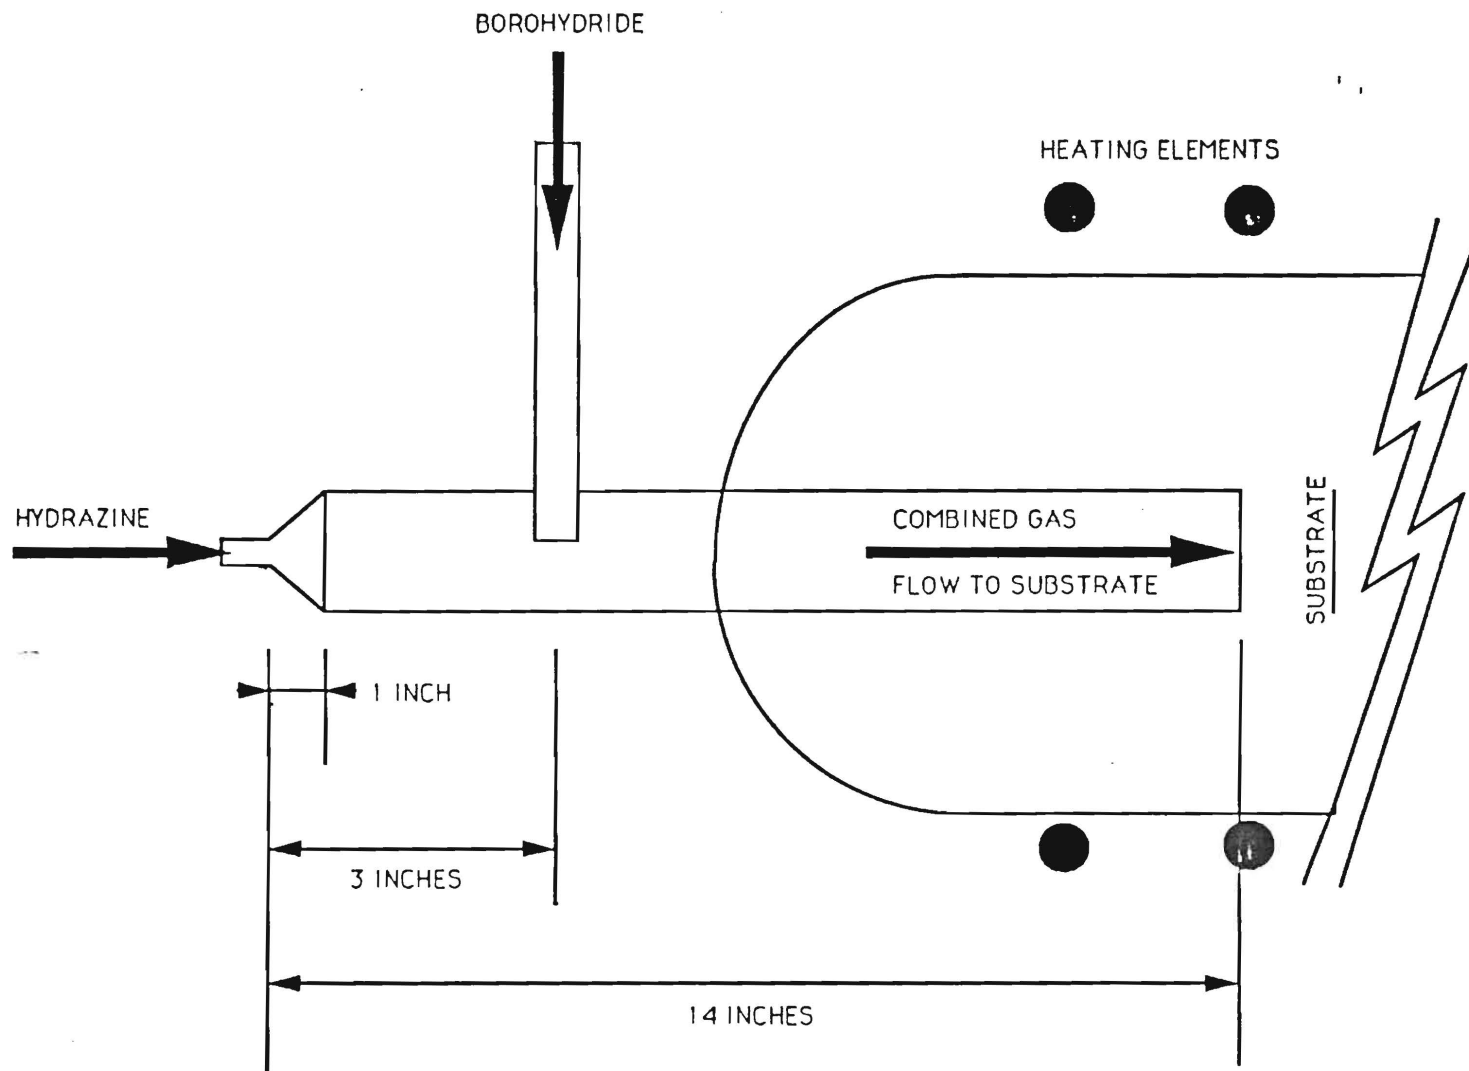 BOROHYDRIDE
HEATING ELEMENTS
HYDRAZINE
COMBINED GAS
FLOW TO SUBSTRATE
SUBSTRATE
1 INCH
3 INCHES
14 INCHES